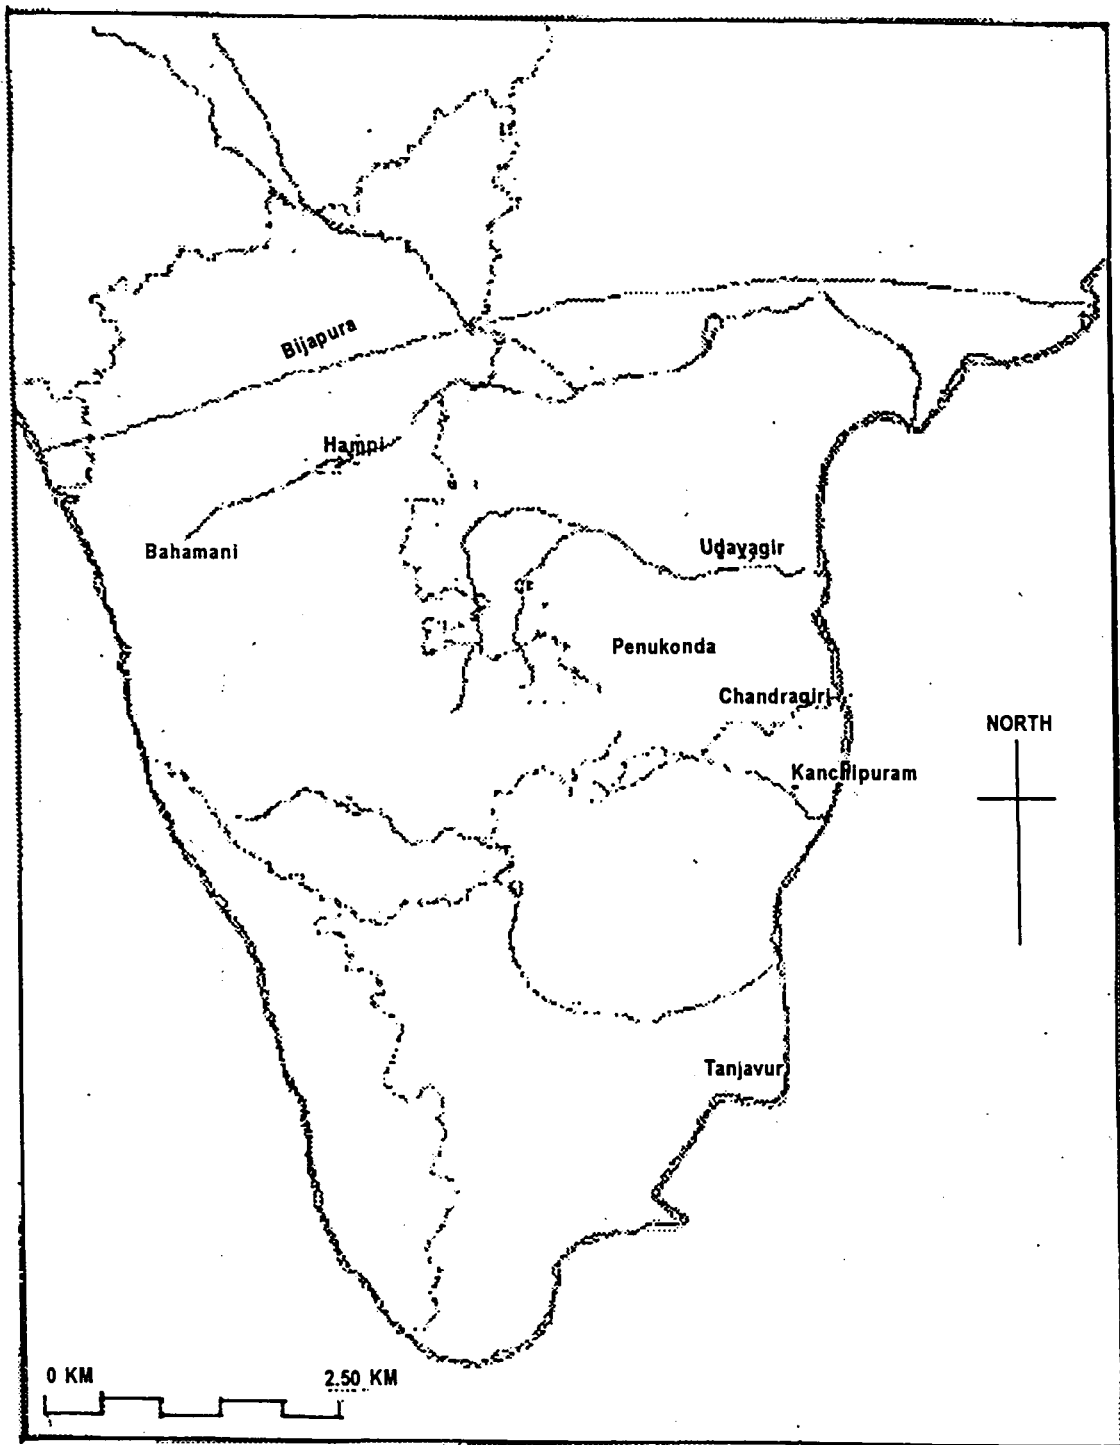 Bijapura
Hampi
Bahamani
Udayagir
Penukonda
Chandragiri
NORTH
Kanchipuram
Tanjavur
0 KM
2.50 KM